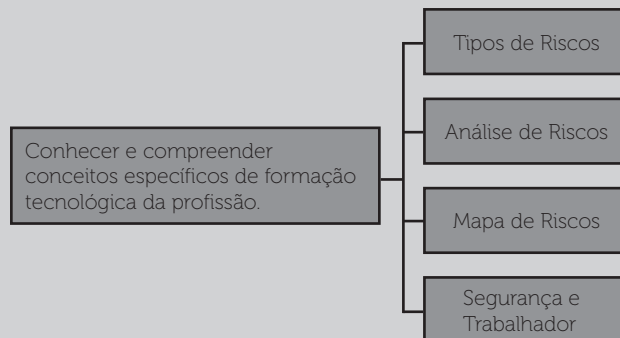 Conhecer e compreender
conceitos específicos de formação
tecnológica da profissão.
Tipos de Riscos
Análise de Riscos
Mapa de Riscos
Segurança e
Trabalhador